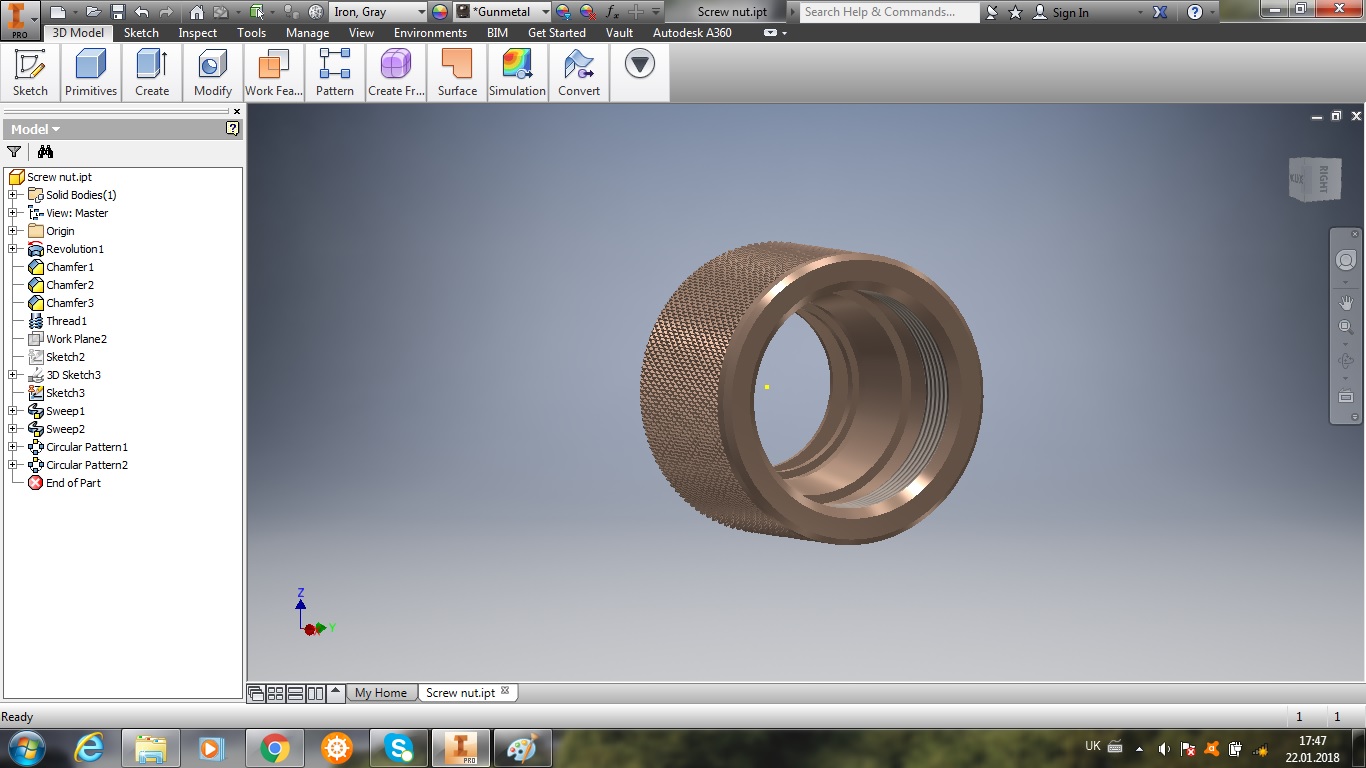 Iron, Gray
*Gunmetal
Screw nut.ipt
Search Help & Commands...
Sign In
PRO
3D Model
Sketch
Inspect
Tools
Manage
View
Environments
BIM
Get Started
Vault
Autodesk A360
Sketch
Primitives
Create
Modify
Work Fea...
Pattern
Create Fr...
Surface
Simulation
Convert
Model
Screw nut.ipt
Solid Bodies(1)
View: Master
Origin
Revolution1
Chamfer1
Chamfer2
Chamfer3
Thread1
Work Plane2
Sketch2
3D Sketch3
Sketch3
Sweep1
Sweep2
Circular Pattern1
Circular Pattern2
End of Part
RIGHT
Z
Y
My Home
Screw nut.ipt
Ready
1 1
PRO
UK
17:47
22.01.2018